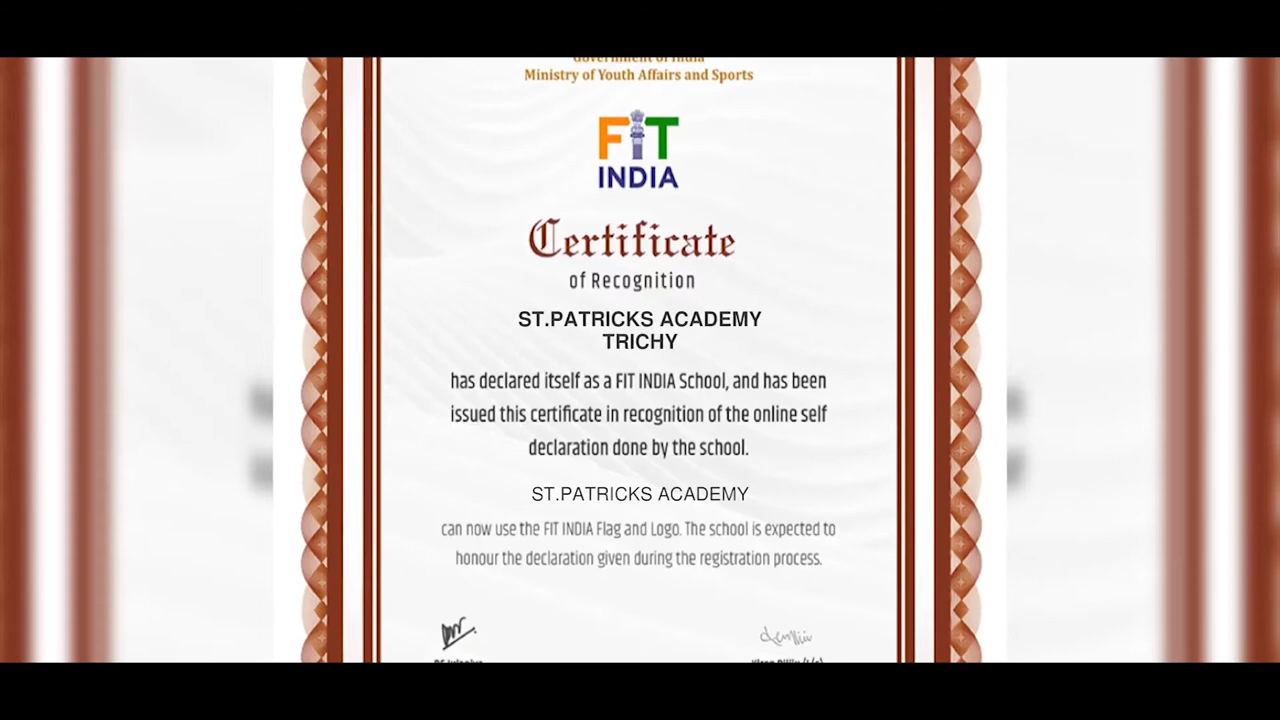 Government of India
Ministry of Youth Affairs and Sports
FIT
INDIA
Certificate
of Recognition
ST.PATRICKS ACADEMY
TRICHY
has declared itself as a FIT INDIA School, and has been
issued this certificate in recognition of the online self
declaration done by the school.
ST.PATRICKS ACADEMY
can now use the FIT INDIA Flag and Logo. The school is expected to
honour the declaration given during the registration process.